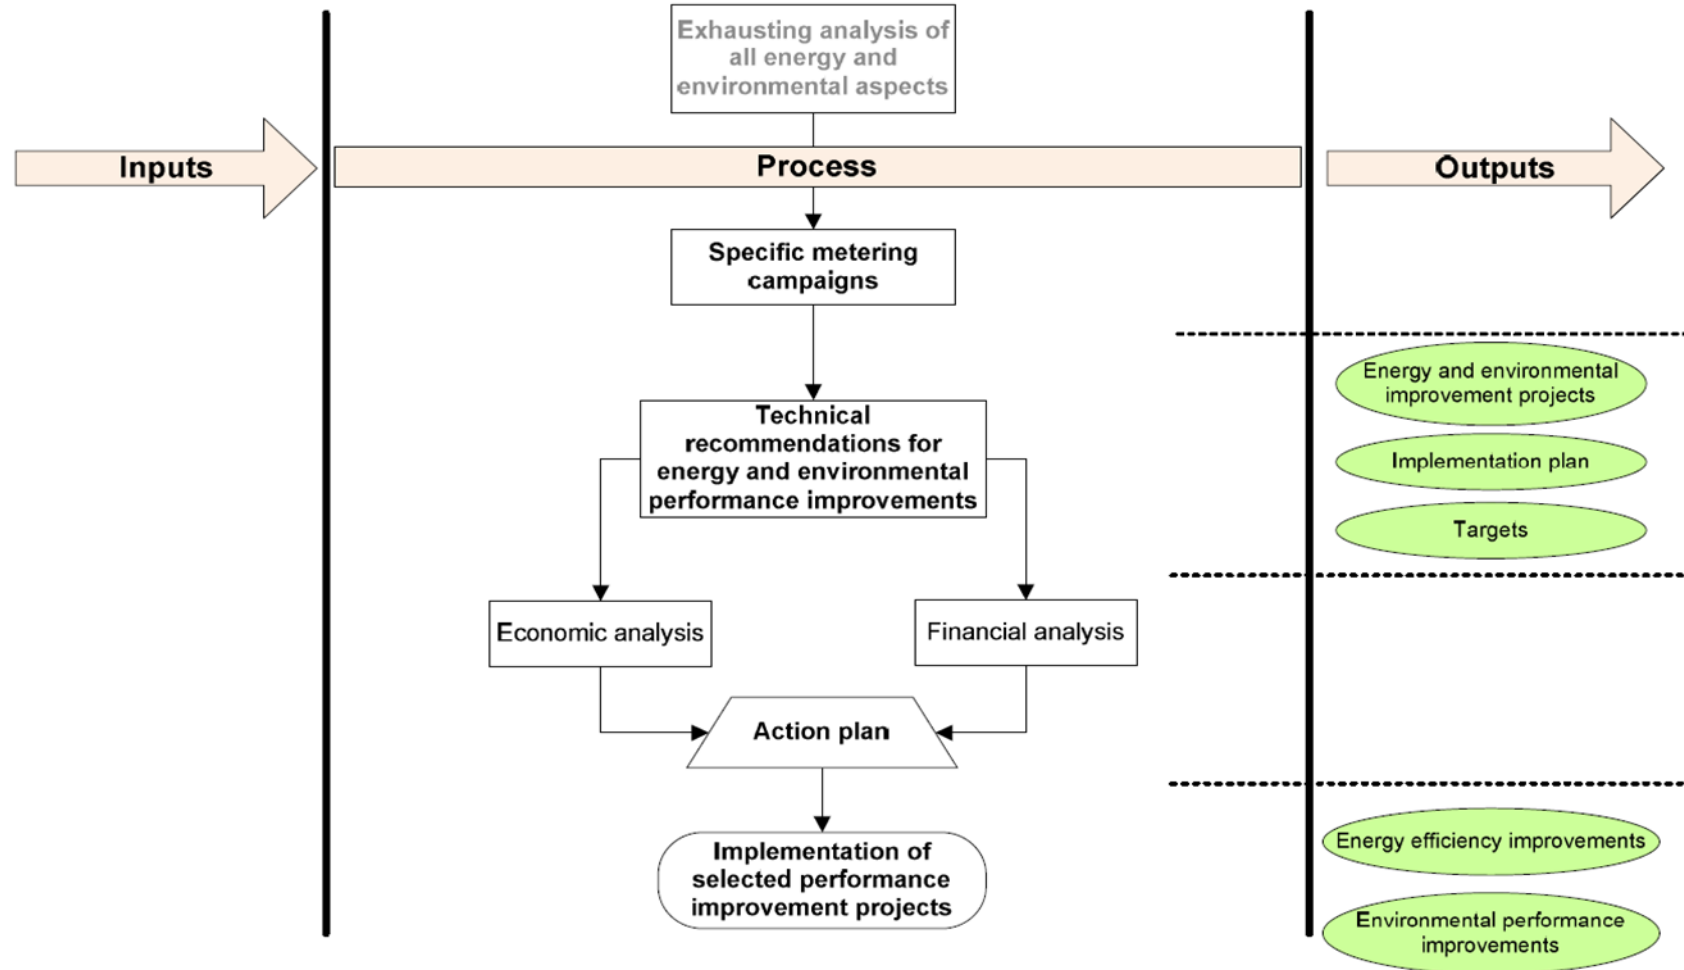 Exhausting analysis of
all energy and
environmental aspects
Inputs
Process
Outputs
Specific metering
campaigns
Energy and environmental
improvement projects
Implementation plan
Targets
Technical
recommendations for
energy and environmental
performance improvements
Economic analysis
Financial analysis
Action plan
Implementation of
selected performance
improvement projects
Energy efficiency improvements
Environmental performance
improvements